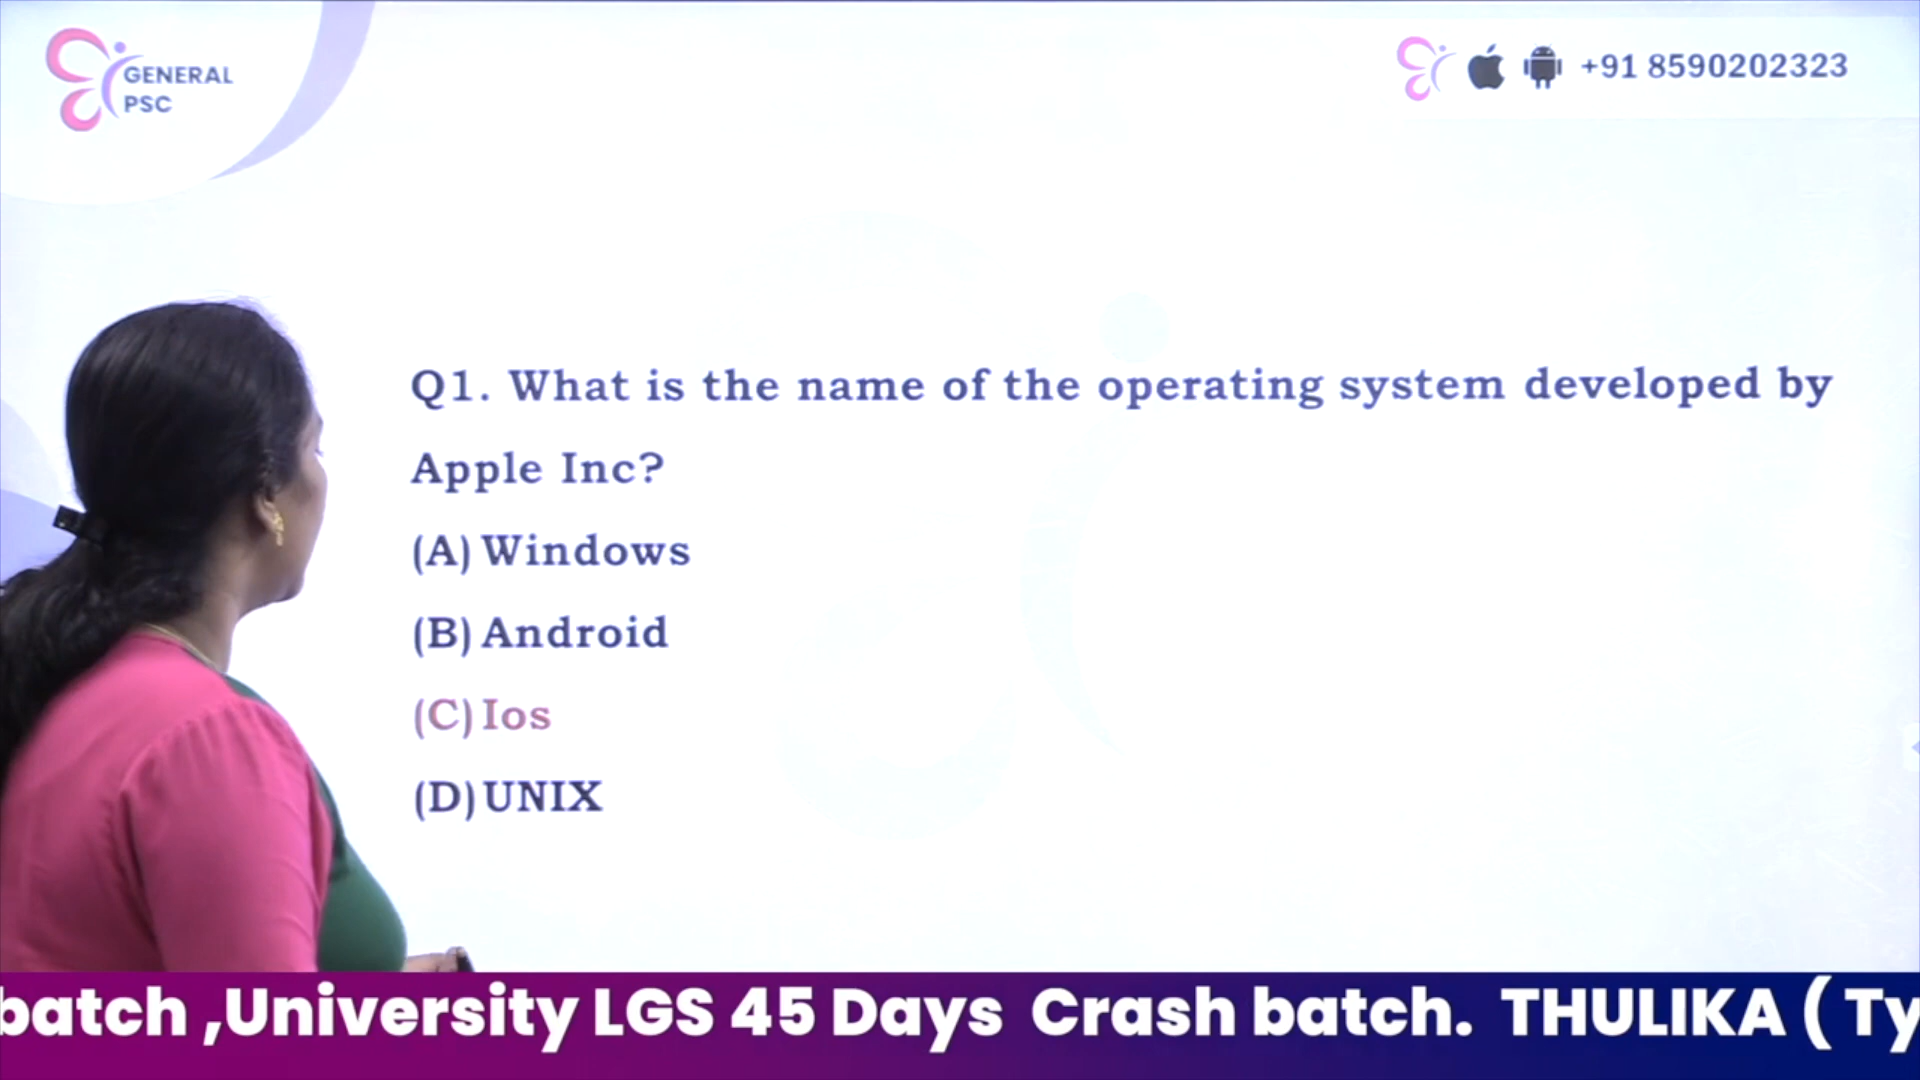 GENERAL
PSC
+91 8590202323
Q1. What is the name of the operating system developed by
Apple Inc?
(A) Windows
(B) Android
(C) Ios
(D) UNIX
batch ,University LGS 45 Days Crash batch. THULIKA ( Ty